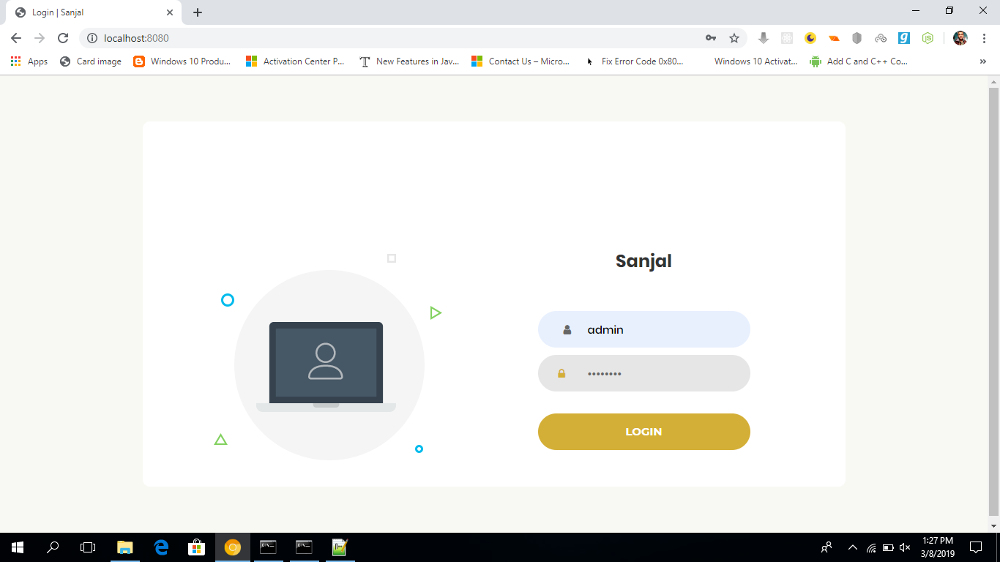 Login | Sanjal
localhost:8080
Apps
Card image
Windows 10 Produ...
Activation Center P...
New Features in Jav...
Contact Us – Micro...
Fix Error Code 0x80...
Windows 10 Activat...
Add C and C++ Co...
Sanjal
admin
••••••••
LOGIN
1:27 PM
3/8/2019